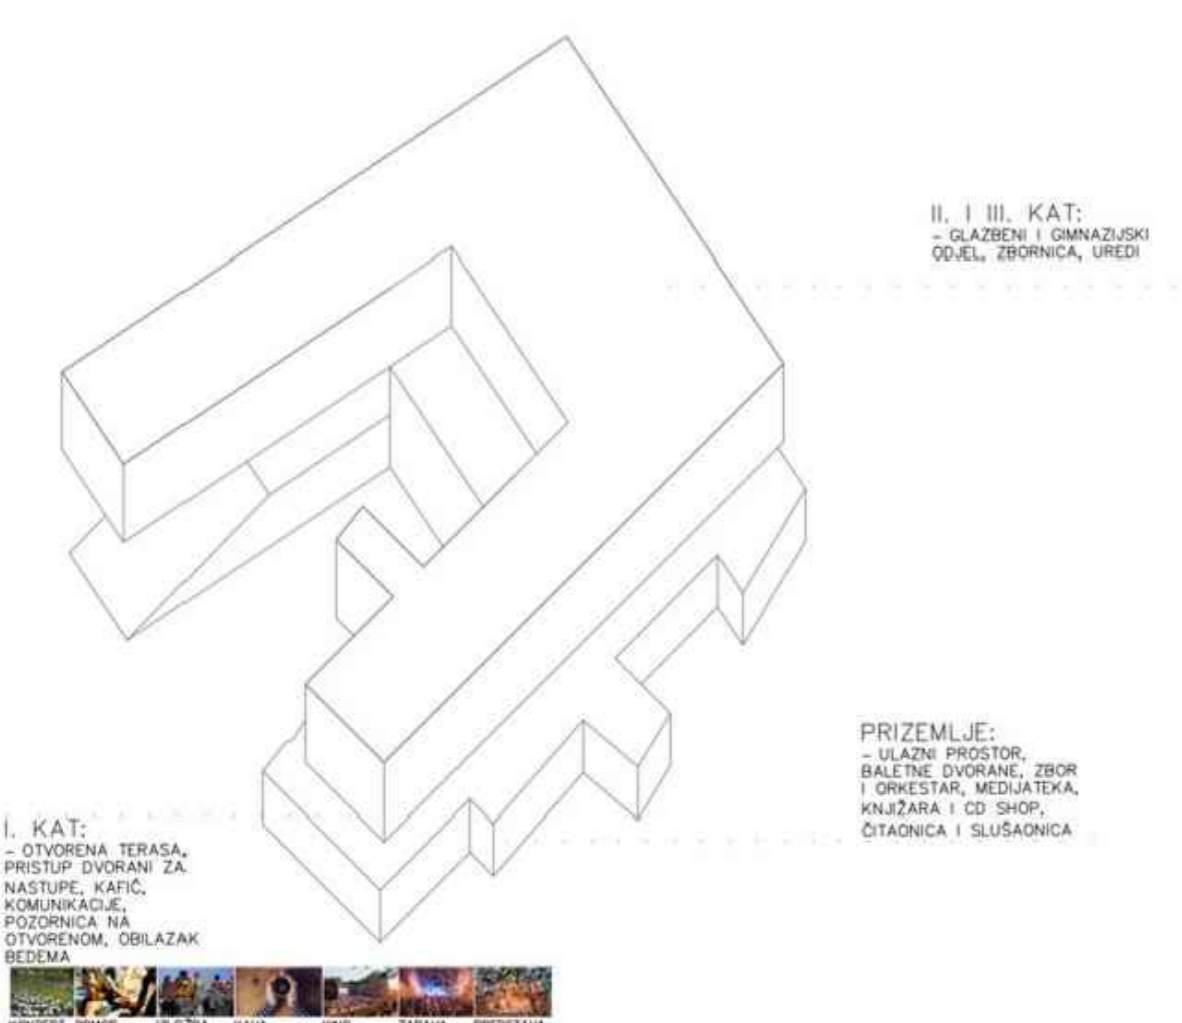 II. I III. KAT:
- GLAZBENI I GIMNAZIJSKI
ODJEL, ZBORNICA, UREDI
PRIZEMLJE:
- ULAZNI PROSTOR,
BALETNE DVORANE, ZBOR
I ORKESTAR, MEDIJATEKA,
KNJIŽARA I CD SHOP,
ČITAONICA I SLUŠAONICA
I. KAT:
- OTVORENA TERASA,
PRISTUP DVORANI ZA
NASTUPE, KAFIĆ,
KOMUNIKACIJE,
POZORNICA NA
OTVORENOM, OBILAZAK
BEDEMA